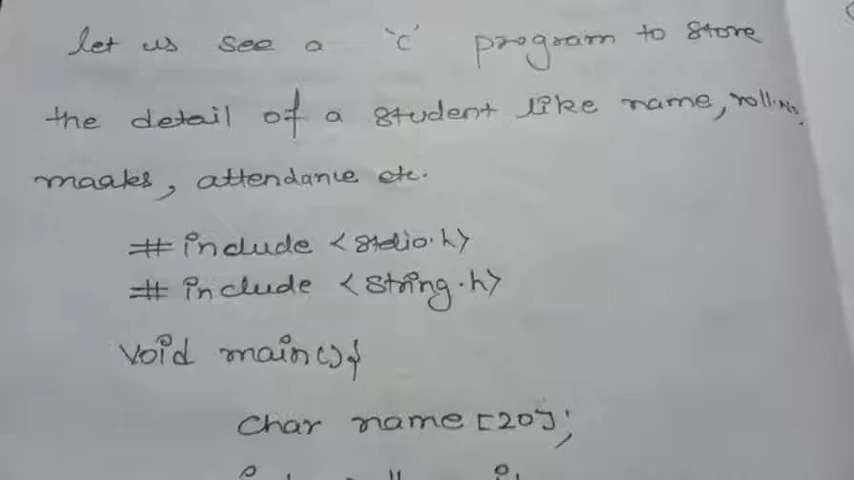 let us see a 'c' program to store
the detail of a student like name, roll.No.
marks, attendance etc.
# include <stdio.h>
# include <string.h>
void main(){
char name [20];